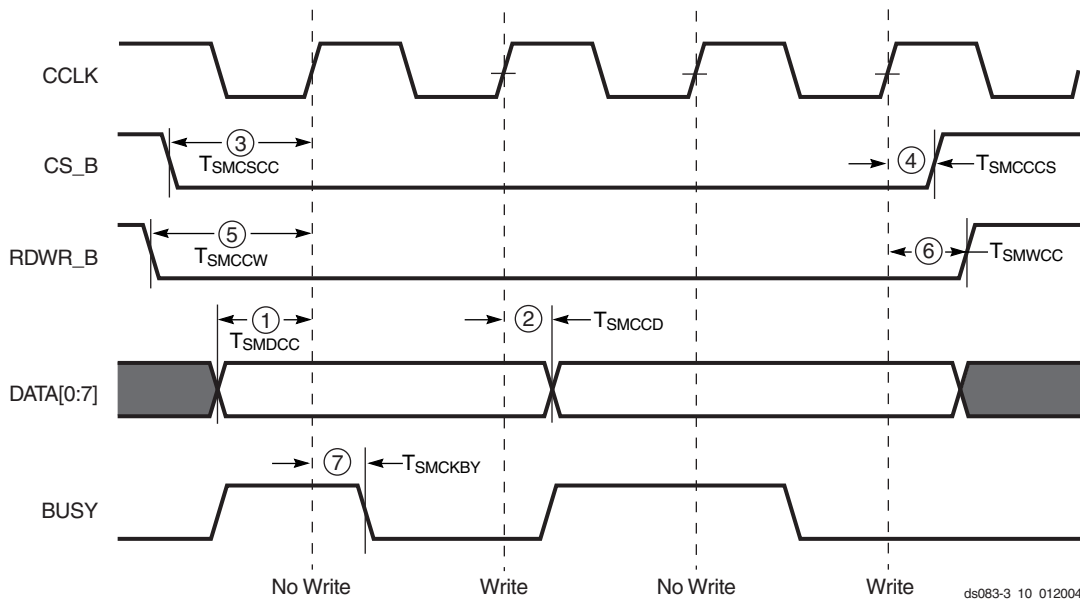 CCLK
CS_B
③
TSMCSCC
④
TSMCCCS
RDWR_B
⑤
TSMCCW
⑥
TSMWCC
①
TSMDCC
②
TSMCCD
DATA[0:7]
⑦
TSMCKBY
BUSY
No Write
Write
No Write
Write
ds083-3_10_012004